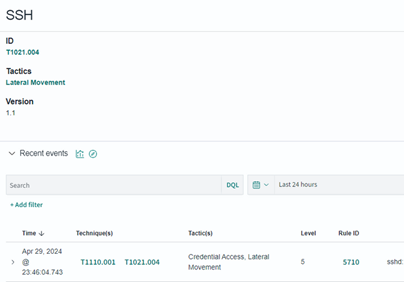 SSH
ID
T1021.004
Tactics
Lateral Movement
Version
1.1
Recent events
Search
DQL
Last 24 hours
+ Add filter
Time Technique(s) Tactic(s) Level Rule ID
Apr 29, 2024
@
23:46:04.743
T1110.001 T1021.004
Credential Access, Lateral
Movement
5
5710
sshd: